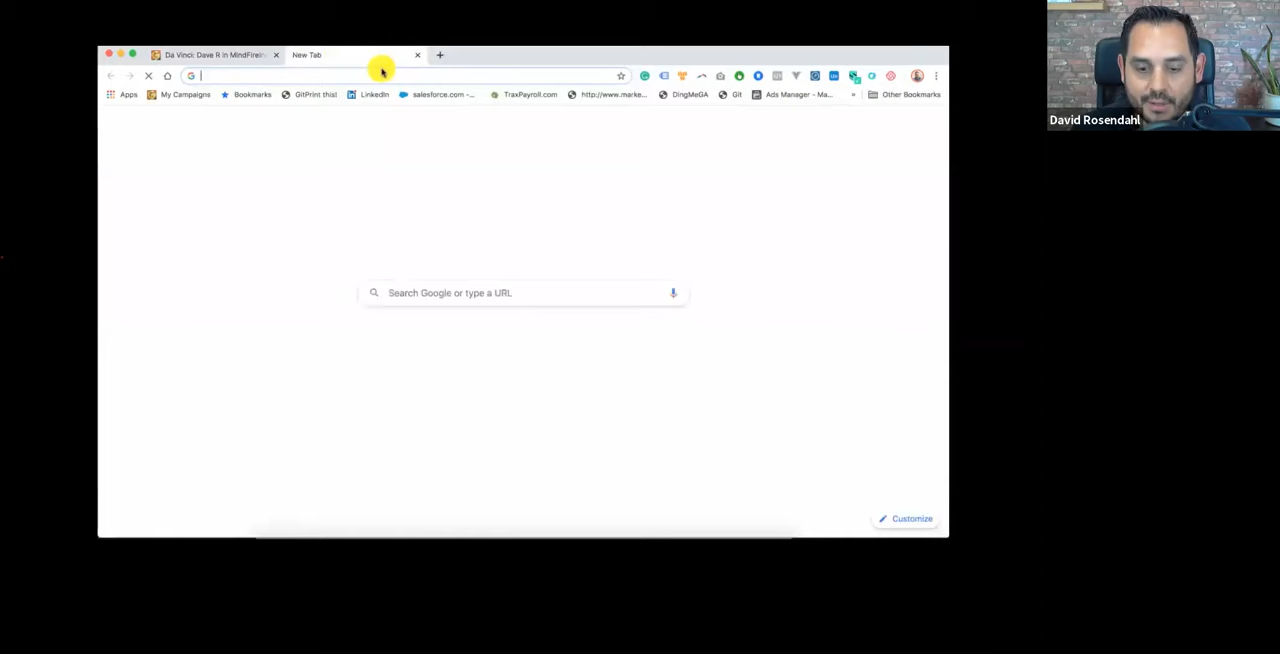 Da Vinci: Dave R in MindFireIn
New Tab
Apps
My Campaigns
Bookmarks
GitPrint this!
LinkedIn
salesforce.com -...
TraxPayroll.com
http://www.marke...
DingMeGA
Git
Ads Manager - Ma...
»
Other Bookmarks
Search Google or type a URL
Customize
David Rosendahl